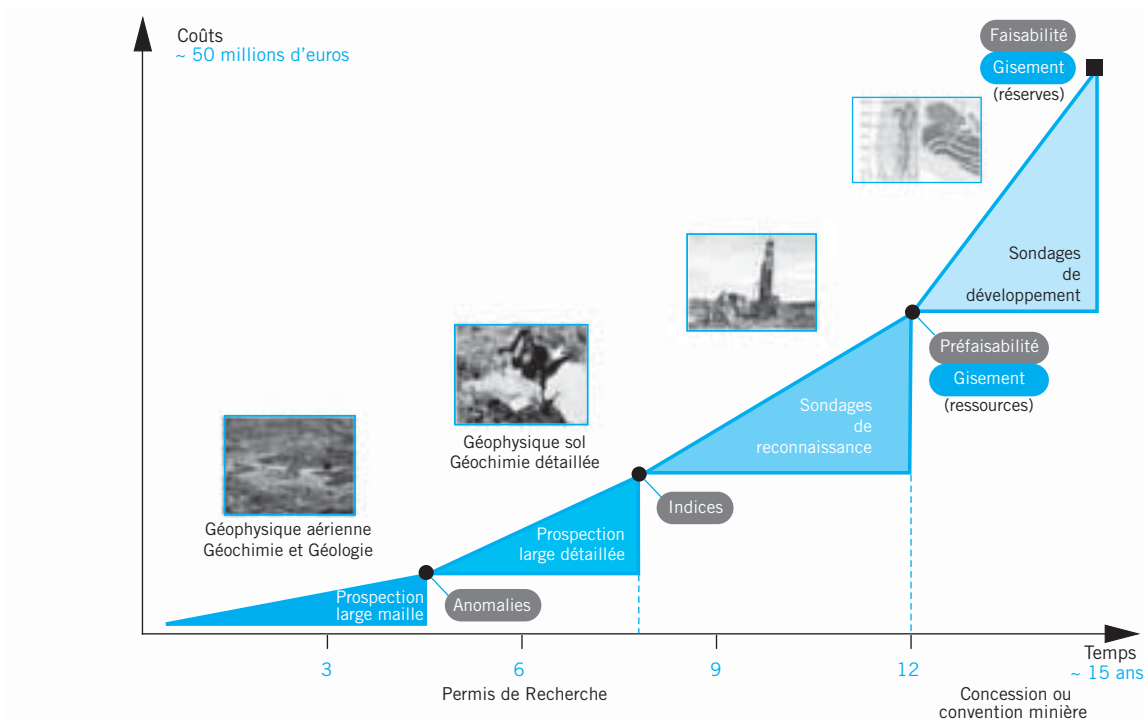 Coûts
~ 50 millions d'euros
Faisabilité
Gisement
(réserves)
Sondages
de
développement
Préfaisabilité
Gisement
(ressources)
Sondages
de
reconnaissance
Géophysique sol
Géochimie détaillée
Indices
Géophysique aérienne
Géochimie et Géologie
Prospection
large détaillée
Prospection
large maille
Anomalies
3
6
9
12
Temps
~ 15 ans
Permis de Recherche
Concession ou
convention minière